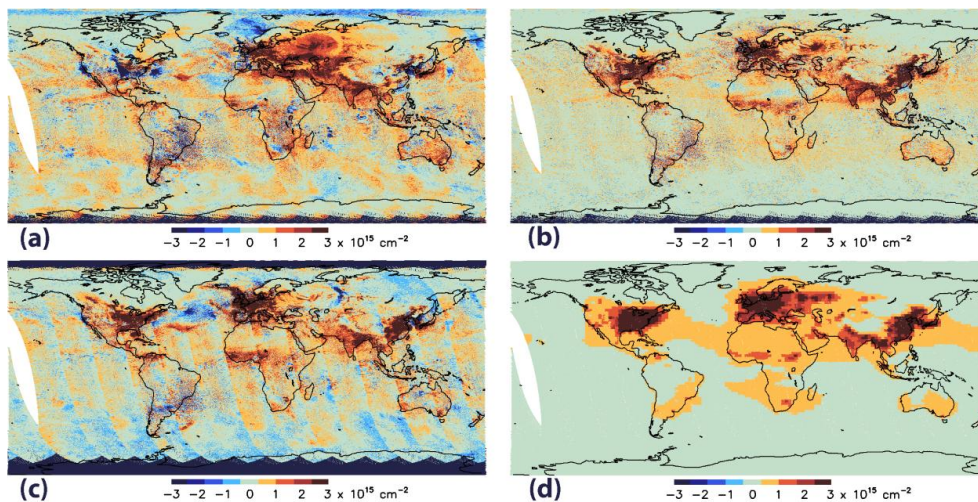 (a)
−3 −2 −1 0 1 2 3 x 10¹⁵ cm⁻²
(b)
−3 −2 −1 0 1 2 3 x 10¹⁵ cm⁻²
(c)
−3 −2 −1 0 1 2 3 x 10¹⁵ cm⁻²
(d)
−3 −2 −1 0 1 2 3 x 10¹⁵ cm⁻²